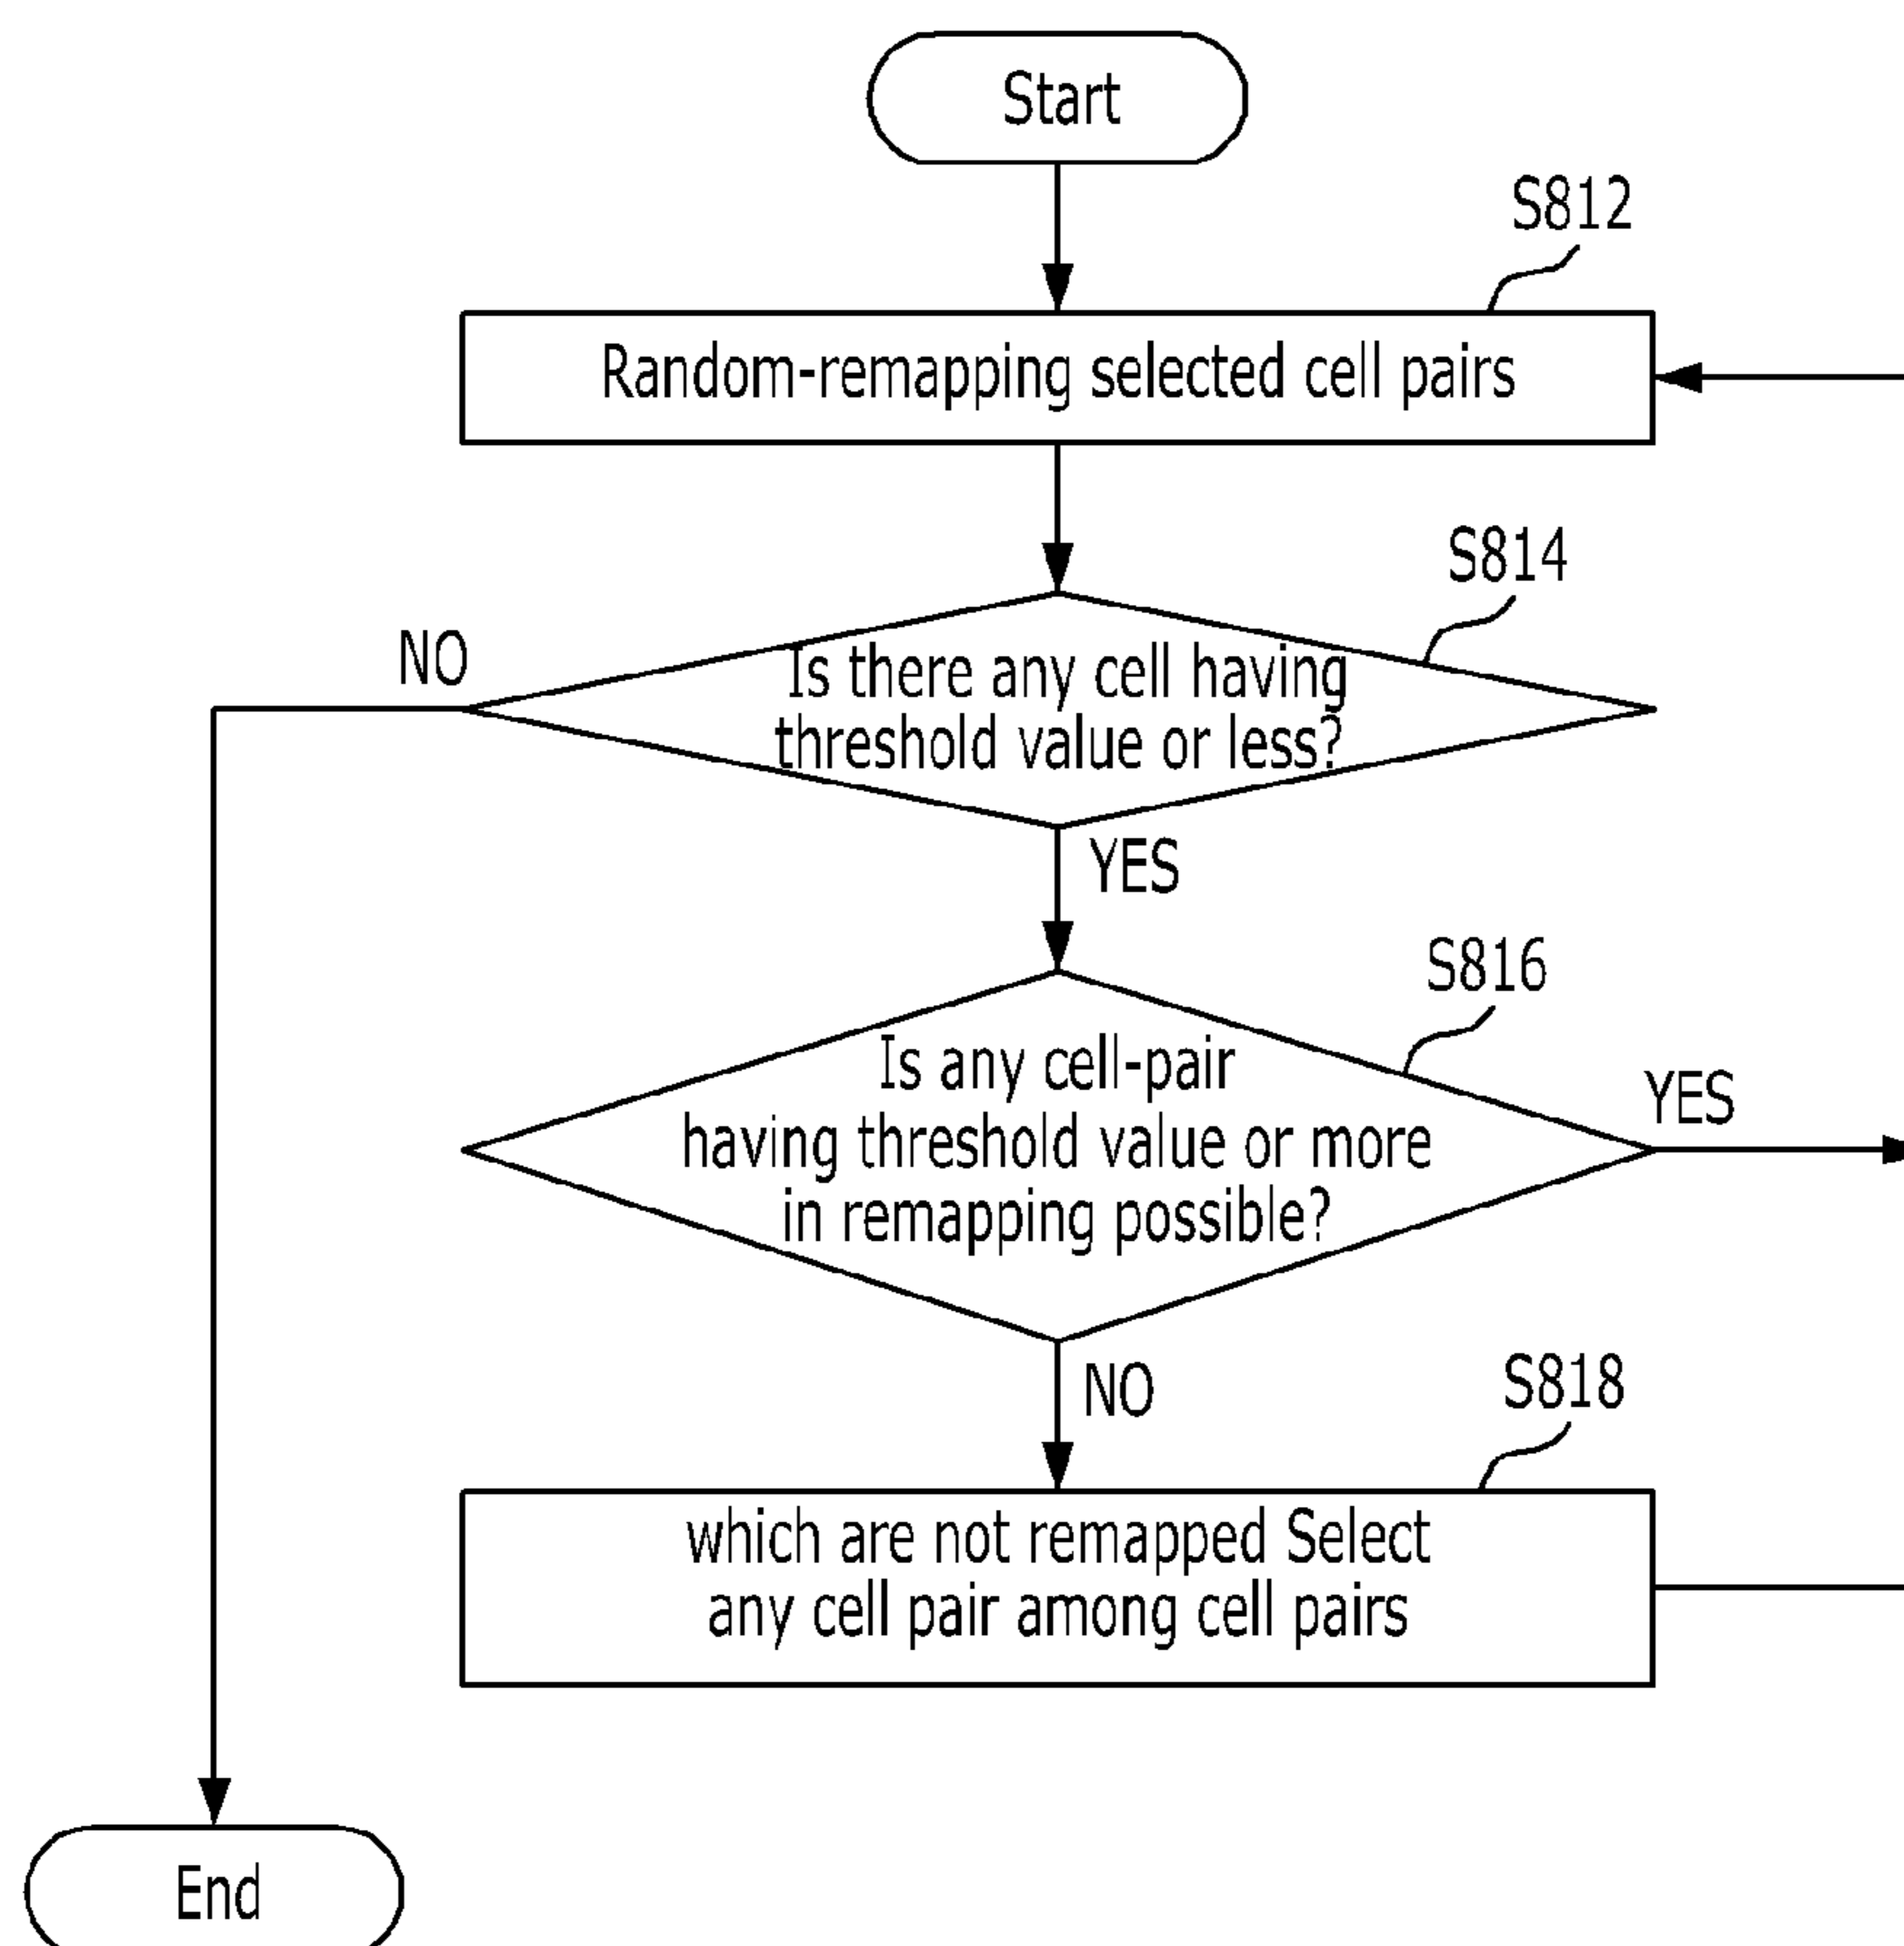 Start
S812
Random-remapping selected cell pairs
S814
NO
Is there any cell having
threshold value or less?
YES
S816
Is any cell-pair
having threshold value or more
in remapping possible?
YES
NO
S818
which are not remapped Select
any cell pair among cell pairs
End